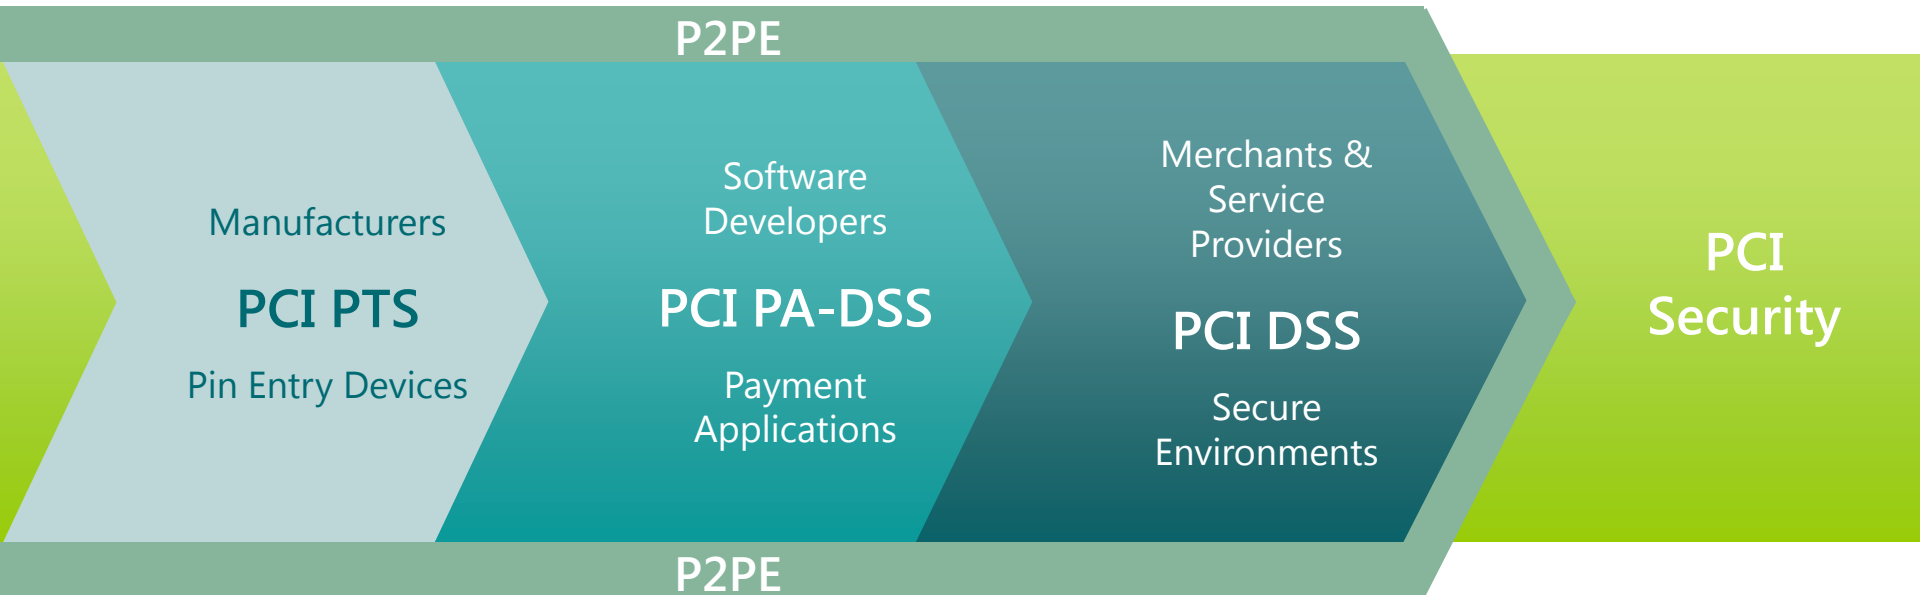 P2PE
Manufacturers
PCI PTS
Pin Entry Devices
Software
Developers
PCI PA-DSS
Payment
Applications
Merchants &
Service
Providers
PCI DSS
Secure
Environments
PCI
Security
P2PE